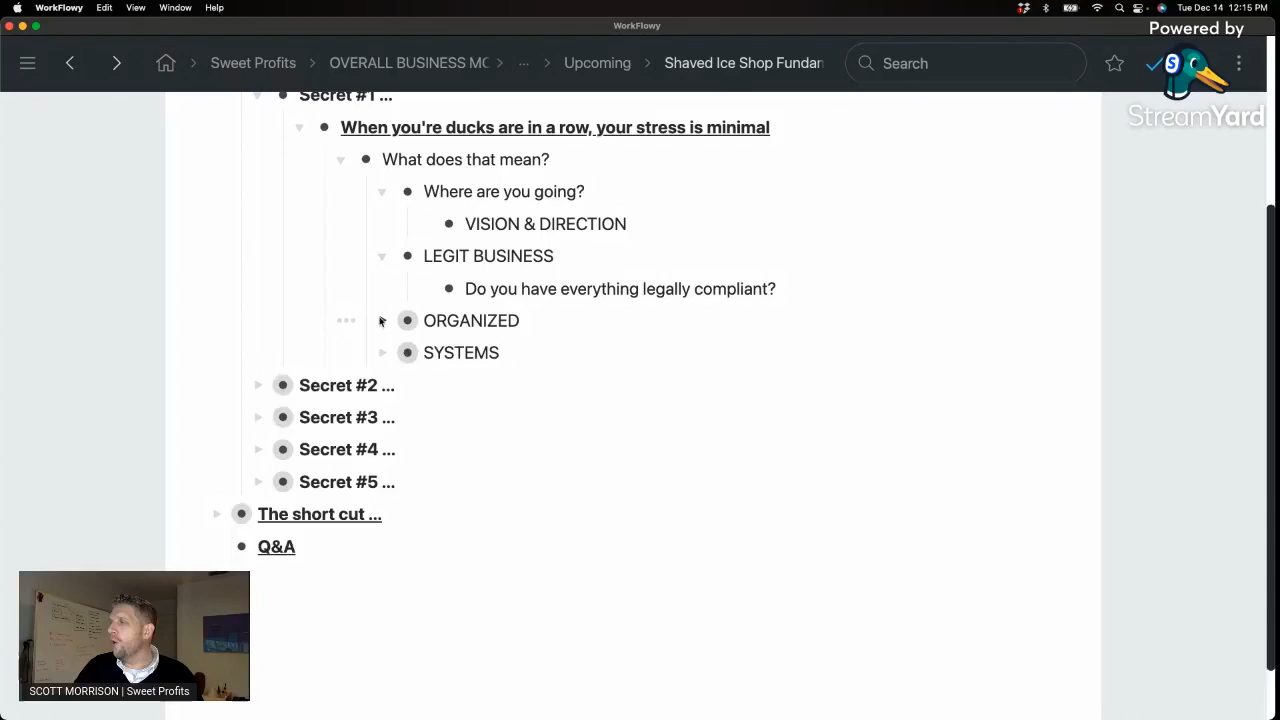 WorkFlowy Edit View Window Help Tue Dec 14 12:15 PM
WorkFlowy
Powered by
Sweet Profits OVERALL BUSINESS MO ... Upcoming Shaved Ice Shop Fundam Search
S
StreamYard
Secret #1 ...
When you're ducks are in a row, your stress is minimal
What does that mean?
Where are you going?
VISION & DIRECTION
LEGIT BUSINESS
Do you have everything legally compliant?
ORGANIZED
SYSTEMS
Secret #2 ...
Secret #3 ...
Secret #4 ...
Secret #5 ...
The short cut ...
Q&A
SCOTT MORRISON | Sweet Profits